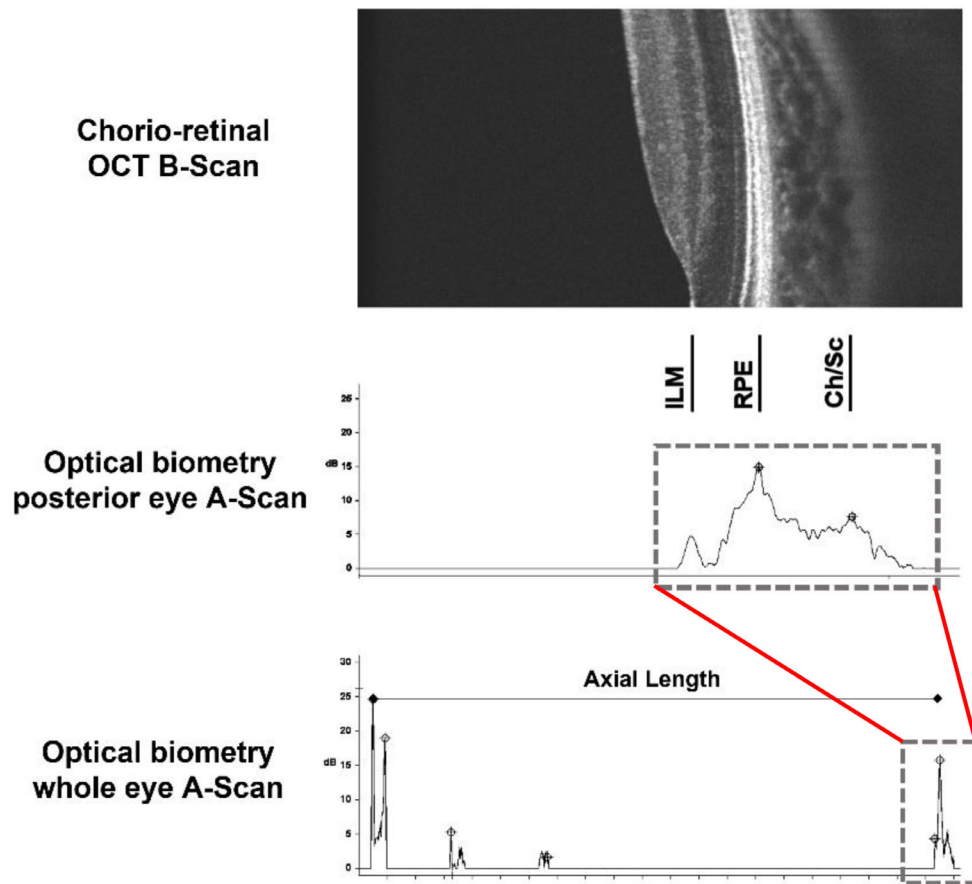 Chorio-retinal
OCT B-Scan
ILM
RPE
Ch/Sc
Optical biometry
posterior eye A-Scan
25
20
dB
15
10
5
0
Optical biometry
whole eye A-Scan
Axial Length
30
25
20
dB
15
10
5
0